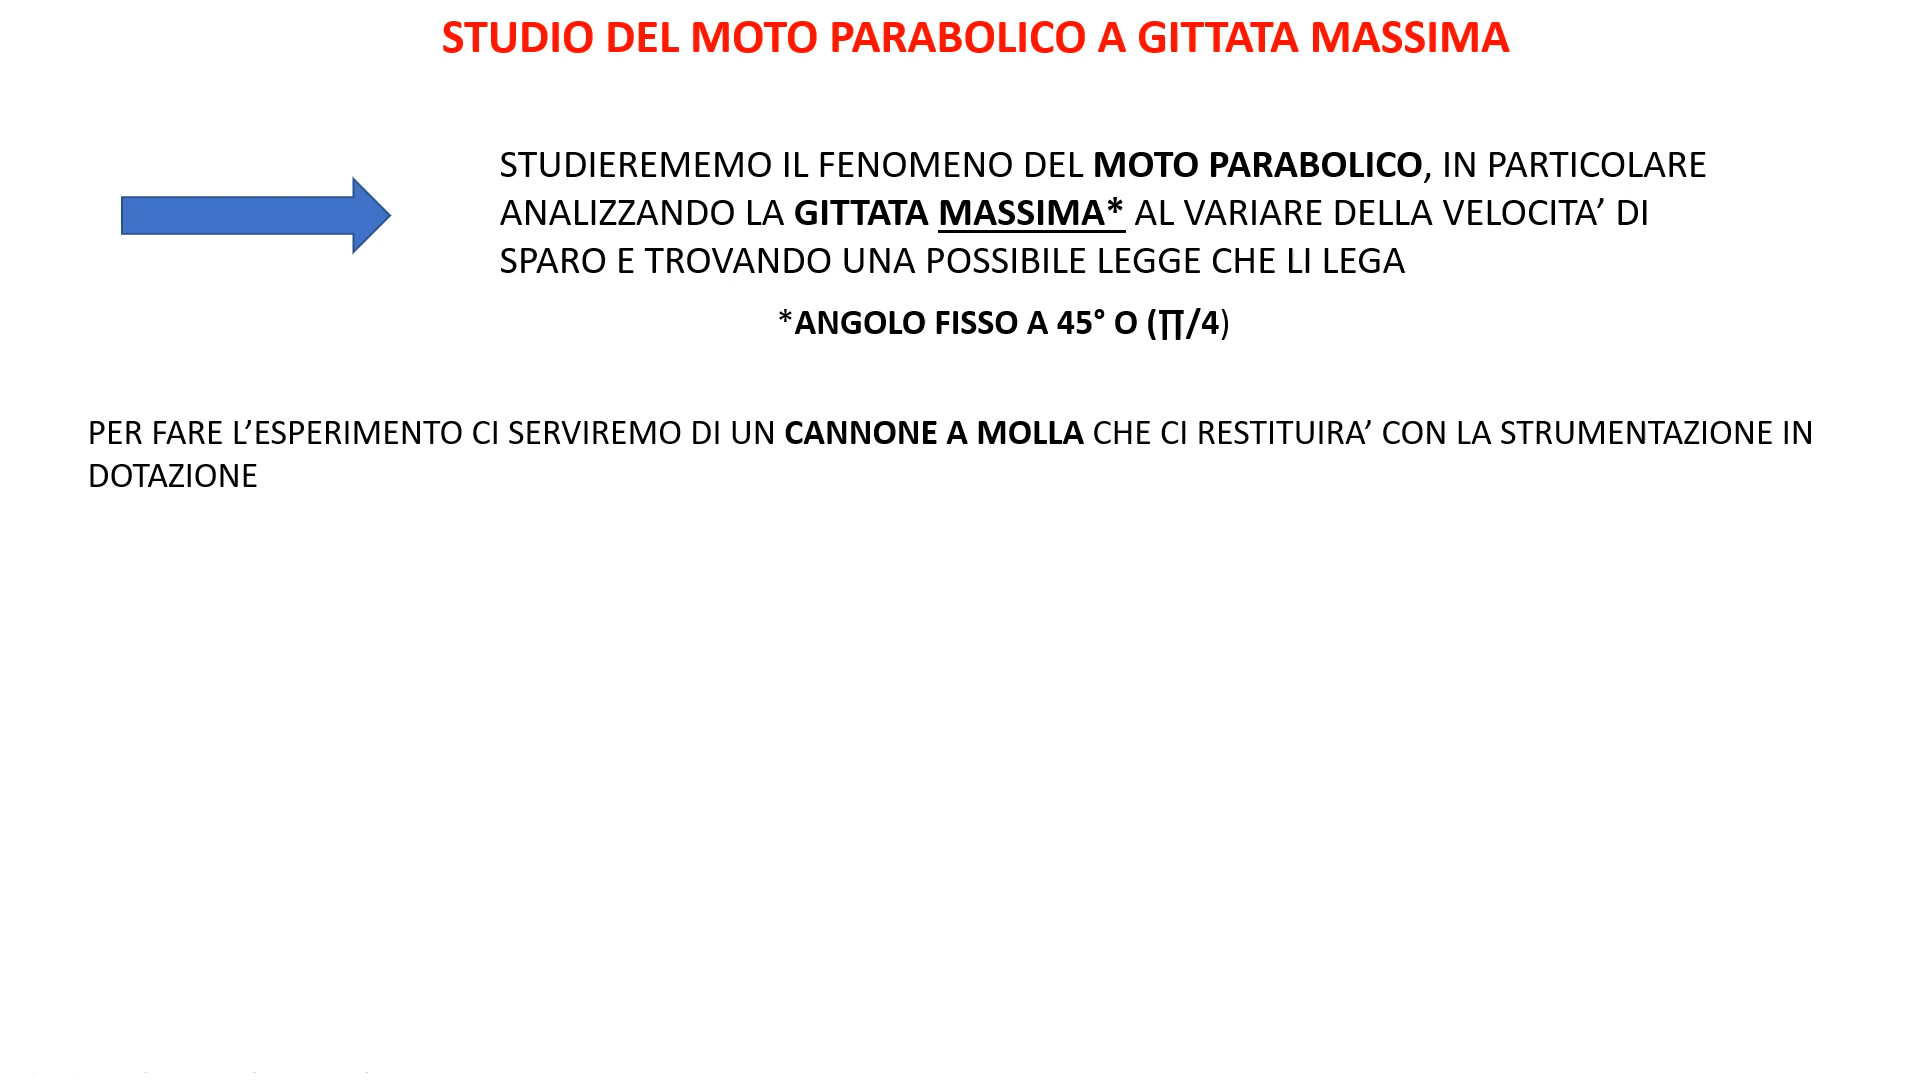 STUDIO DEL MOTO PARABOLICO A GITTATA MASSIMA
STUDIEREMEMO IL FENOMENO DEL MOTO PARABOLICO, IN PARTICOLARE
ANALIZZANDO LA GITTATA MASSIMA* AL VARIARE DELLA VELOCITA’ DI
SPARO E TROVANDO UNA POSSIBILE LEGGE CHE LI LEGA
*ANGOLO FISSO A 45° O (∏/4)
PER FARE L’ESPERIMENTO CI SERVIREMO DI UN CANNONE A MOLLA CHE CI RESTITUIRA’ CON LA STRUMENTAZIONE IN
DOTAZIONE